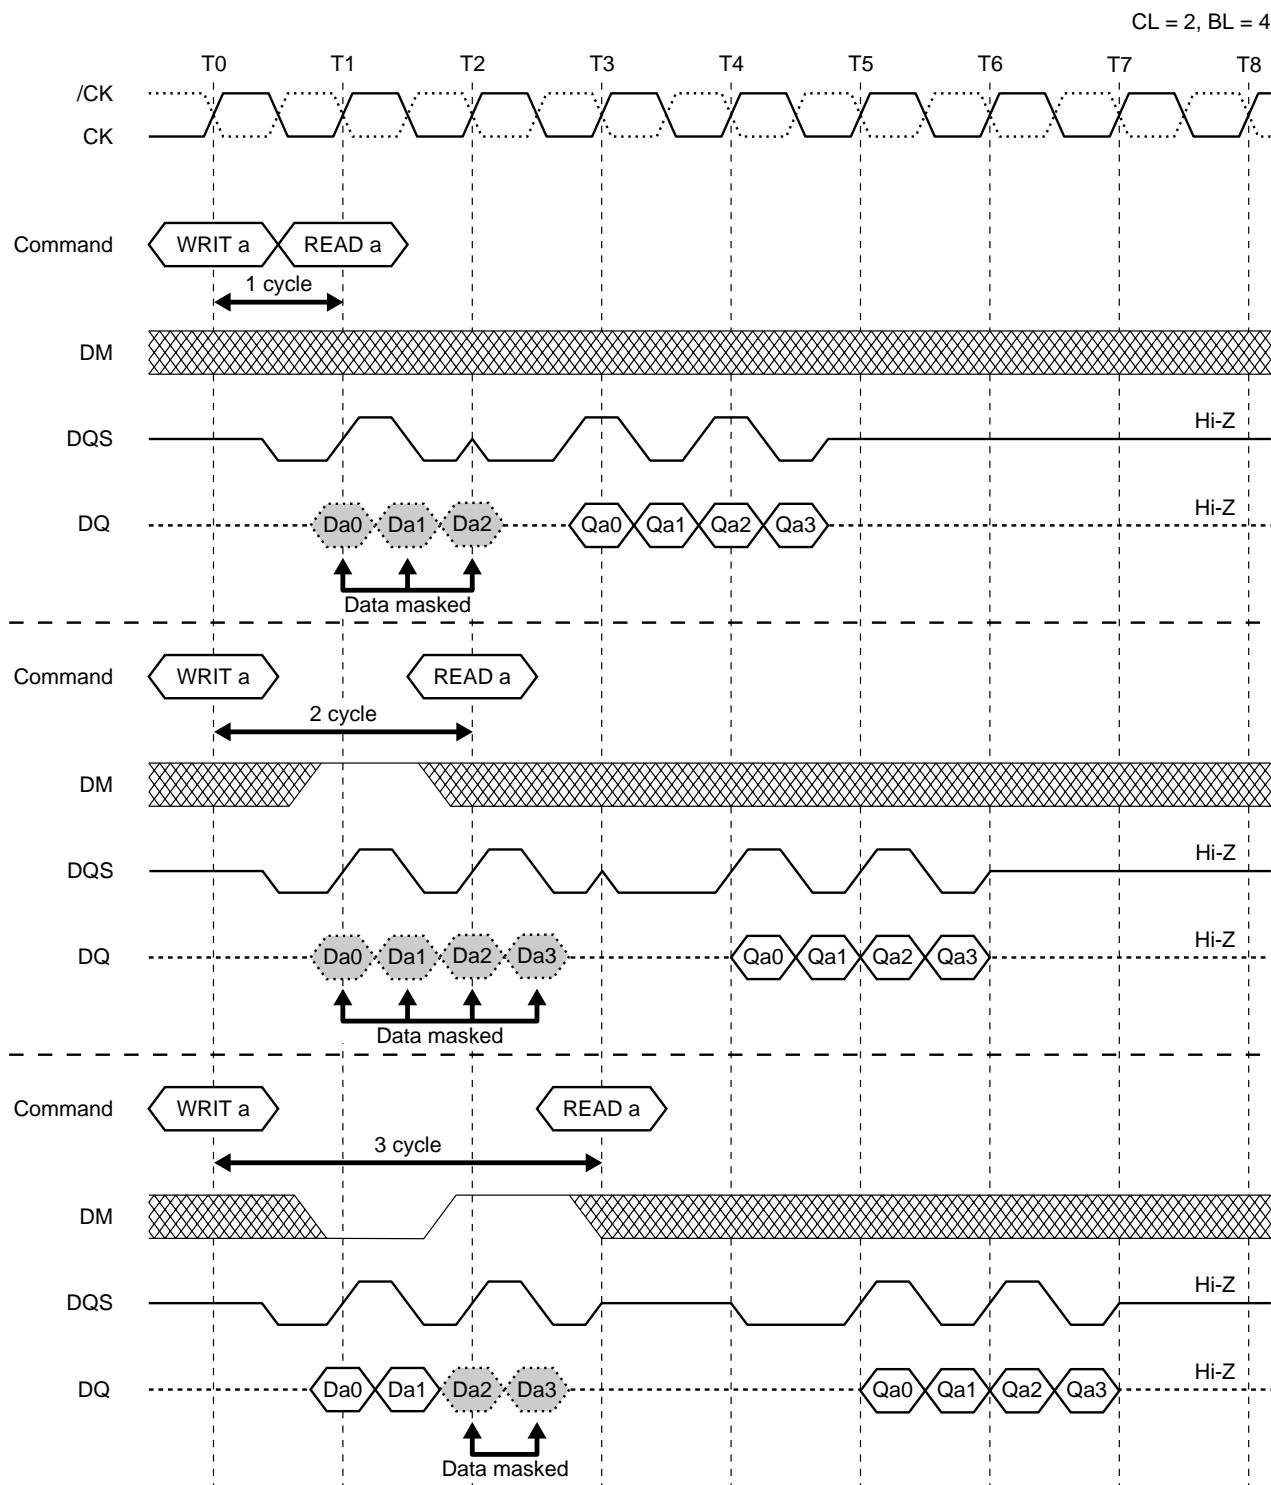 CL = 2, BL = 4
T0 T1 T2 T3 T4 T5 T6 T7 T8
/CK
CK
Command WRIT a READ a
1 cycle
DM
DQS Hi-Z
DQ Da0 Da1 Da2 Qa0 Qa1 Qa2 Qa3 Hi-Z
Data masked
Command WRIT a READ a
2 cycle
DM
DQS Hi-Z
DQ Da0 Da1 Da2 Da3 Qa0 Qa1 Qa2 Qa3 Hi-Z
Data masked
Command WRIT a READ a
3 cycle
DM
DQS Hi-Z
DQ Da0 Da1 Da2 Da3 Qa0 Qa1 Qa2 Qa3 Hi-Z
Data masked